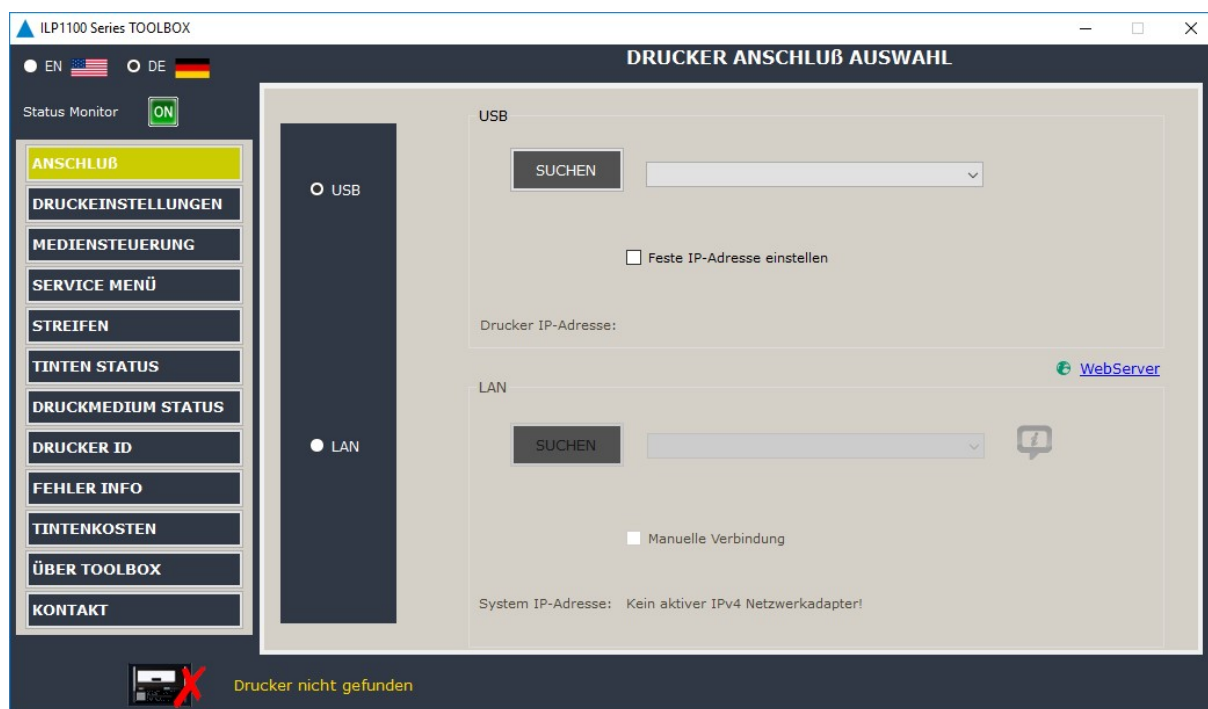 ILP1100 Series TOOLBOX
EN DE
DRUCKER ANSCHLUß AUSWAHL
Status Monitor ON
ANSCHLUß
DRUCKEINSTELLUNGEN
MEDIENSTEUERUNG
SERVICE MENÜ
STREIFEN
TINTEN STATUS
DRUCKMEDIUM STATUS
DRUCKER ID
FEHLER INFO
TINTENKOSTEN
ÜBER TOOLBOX
KONTAKT
USB
LAN
USB
SUCHEN
Feste IP-Adresse einstellen
Drucker IP-Adresse:
WebServer
LAN
SUCHEN
i
Manuelle Verbindung
System IP-Adresse: Kein aktiver IPv4 Netzwerkadapter!
Drucker nicht gefunden